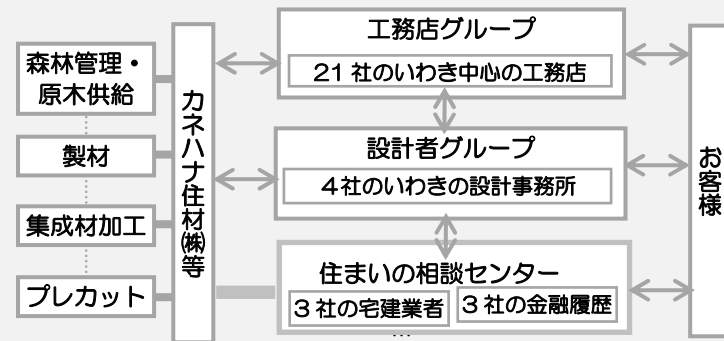 森林管理・
原木供給
製材
集成材加工
プレカット
カネハナ住材㈱等
工務店グループ
21 社のいわき中心の工務店
設計者グループ
4社のいわきの設計事務所
住まいの相談センター
3 社の宅建業者
3 社の金融履歴
…
お客様